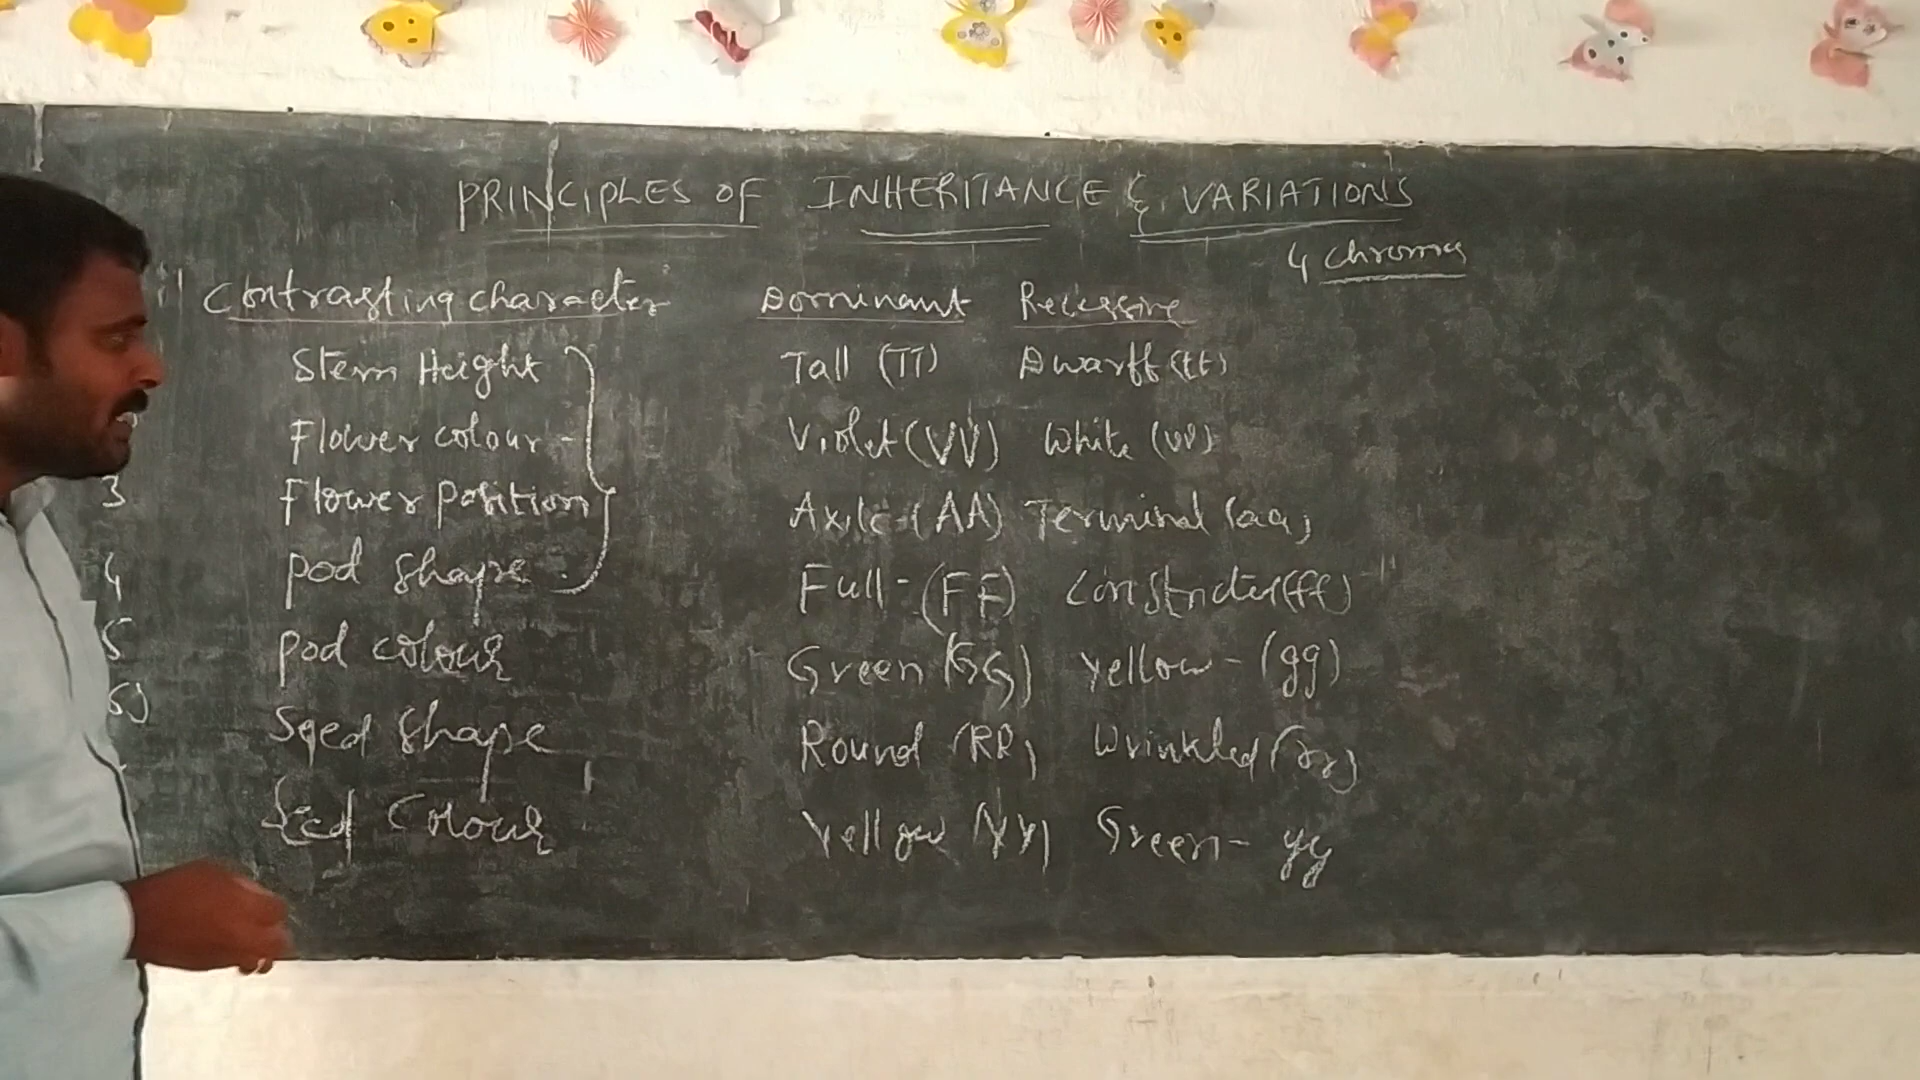 PRINCIPLES OF INHERITANCE & VARIATIONS
4 chromo
Contrasting character Dominant Recessive
Stem Height Tall (TT) Dwarff (tt)
Flower colour - Violet (VV) White (vv)
3 Flower Position Axile - (AA) Terminal (aa)
4 pod shape - Full - (FF) Constricted (ff)
5 pod colour Green (GG) yellow - (gg)
6) Seed shape Round (RR) Wrinkled (rr)
Seed Colour Yellow (YY) Green - yy